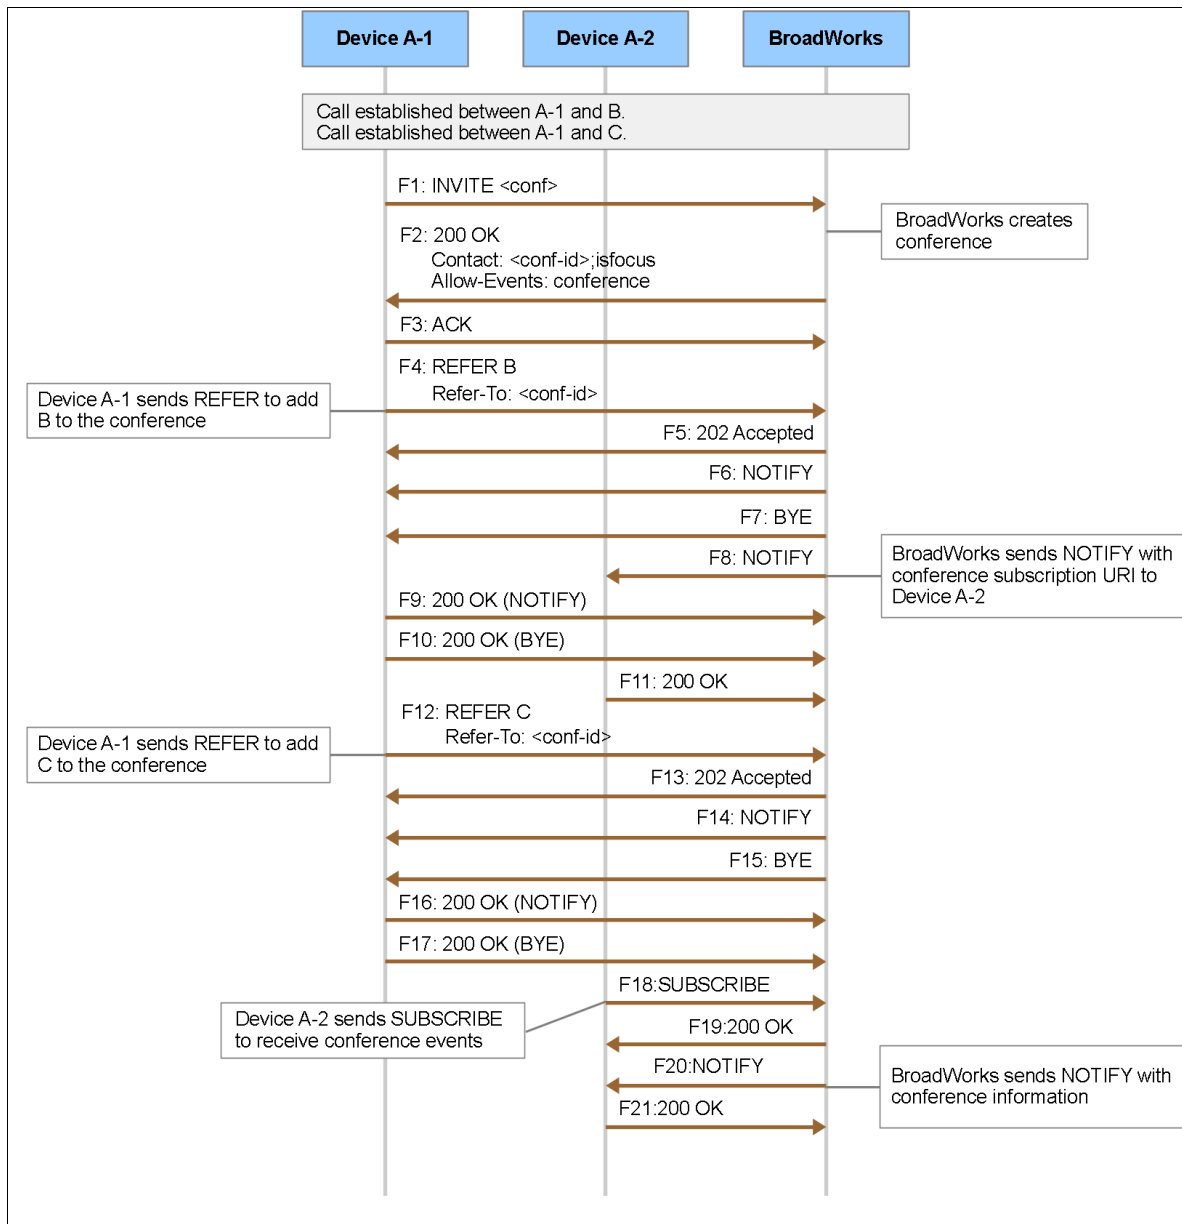 Device A-1
Device A-2
BroadWorks
Call established between A-1 and B.
Call established between A-1 and C.
F1: INVITE <conf>
BroadWorks creates
conference
F2: 200 OK
Contact: <conf-id>;isfocus
Allow-Events: conference
F3: ACK
F4: REFER B
Refer-To: <conf-id>
Device A-1 sends REFER to add
B to the conference
F5: 202 Accepted
F6: NOTIFY
F7: BYE
F8: NOTIFY
BroadWorks sends NOTIFY with
conference subscription URI to
Device A-2
F9: 200 OK (NOTIFY)
F10: 200 OK (BYE)
F11: 200 OK
F12: REFER C
Refer-To: <conf-id>
Device A-1 sends REFER to add
C to the conference
F13: 202 Accepted
F14: NOTIFY
F15: BYE
F16: 200 OK (NOTIFY)
F17: 200 OK (BYE)
F18:SUBSCRIBE
Device A-2 sends SUBSCRIBE
to receive conference events
F19:200 OK
F20:NOTIFY
BroadWorks sends NOTIFY with
conference information
F21:200 OK